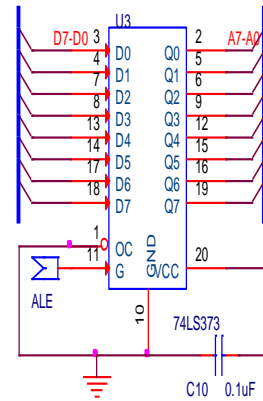 U3
D7-D0 3 D0 Q0 2 A7-A0
4 D1 Q1 5
7 D2 Q2 6
8 D3 Q3 9
13 D4 Q4 12
14 D5 Q5 15
17 D6 Q6 16
18 D7 Q7 19
1 OC
11 G GND VCC 20
ALE
10
74LS373
C10 0.1uF